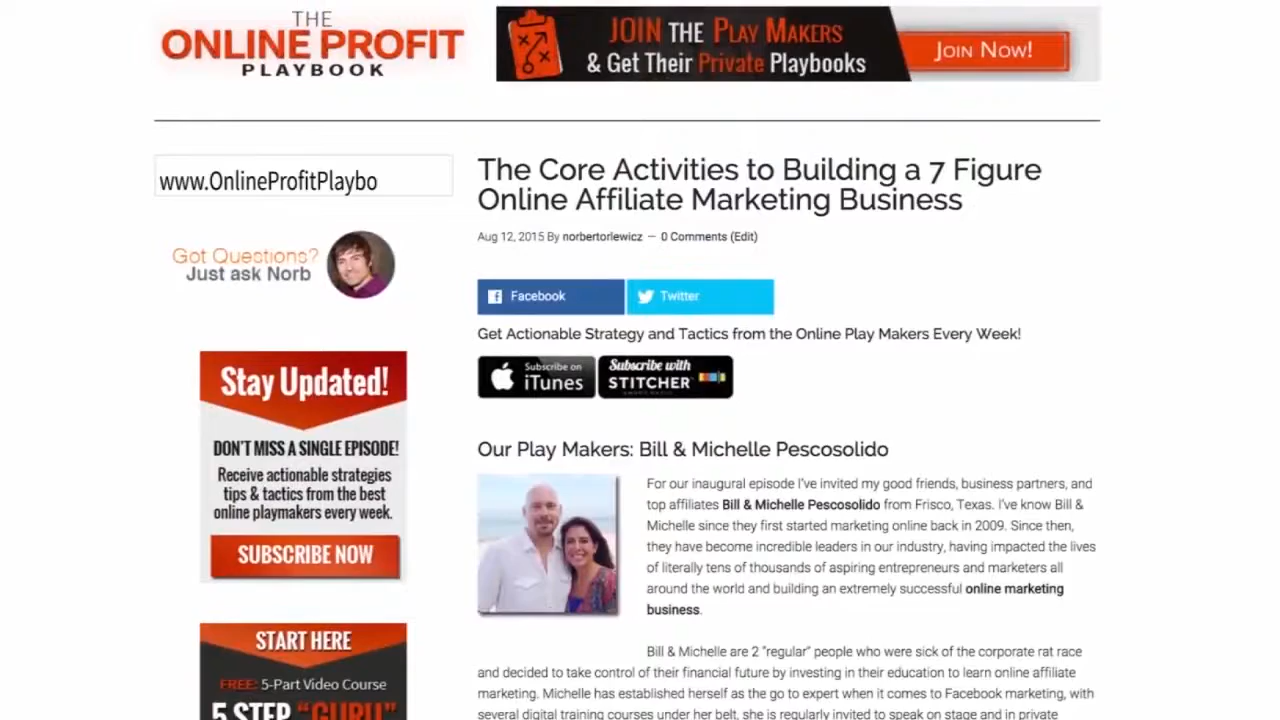 THE
ONLINE PROFIT
PLAYBOOK
JOIN THE PLAY MAKERS
& Get Their Private Playbooks
JOIN NOW!
www.OnlineProfitPlaybo
Got Questions?
Just ask Norb
Stay Updated!
DON'T MISS A SINGLE EPISODE!
Receive actionable strategies
tips & tactics from the best
online playmakers every week.
SUBSCRIBE NOW
START HERE
FREE: 5-Part Video Course
5 STEP "GURU"
The Core Activities to Building a 7 Figure
Online Affiliate Marketing Business
Aug 12, 2015 By norbertorlewicz — 0 Comments (Edit)
Facebook
Twitter
Get Actionable Strategy and Tactics from the Online Play Makers Every Week!
Subscribe on
iTunes
Subscribe with
STITCHER
Our Play Makers: Bill & Michelle Pescosolido
For our inaugural episode I've invited my good friends, business partners, and
top affiliates Bill & Michelle Pescosolido from Frisco, Texas. I've know Bill &
Michelle since they first started marketing online back in 2009. Since then,
they have become incredible leaders in our industry, having impacted the lives
of literally tens of thousands of aspiring entrepreneurs and marketers all
around the world and building an extremely successful online marketing
business.
Bill & Michelle are 2 "regular" people who were sick of the corporate rat race
and decided to take control of their financial future by investing in their education to learn online affiliate
marketing. Michelle has established herself as the go to expert when it comes to Facebook marketing, with
several digital training courses under her belt, she is regularly invited to speak on stage and in private